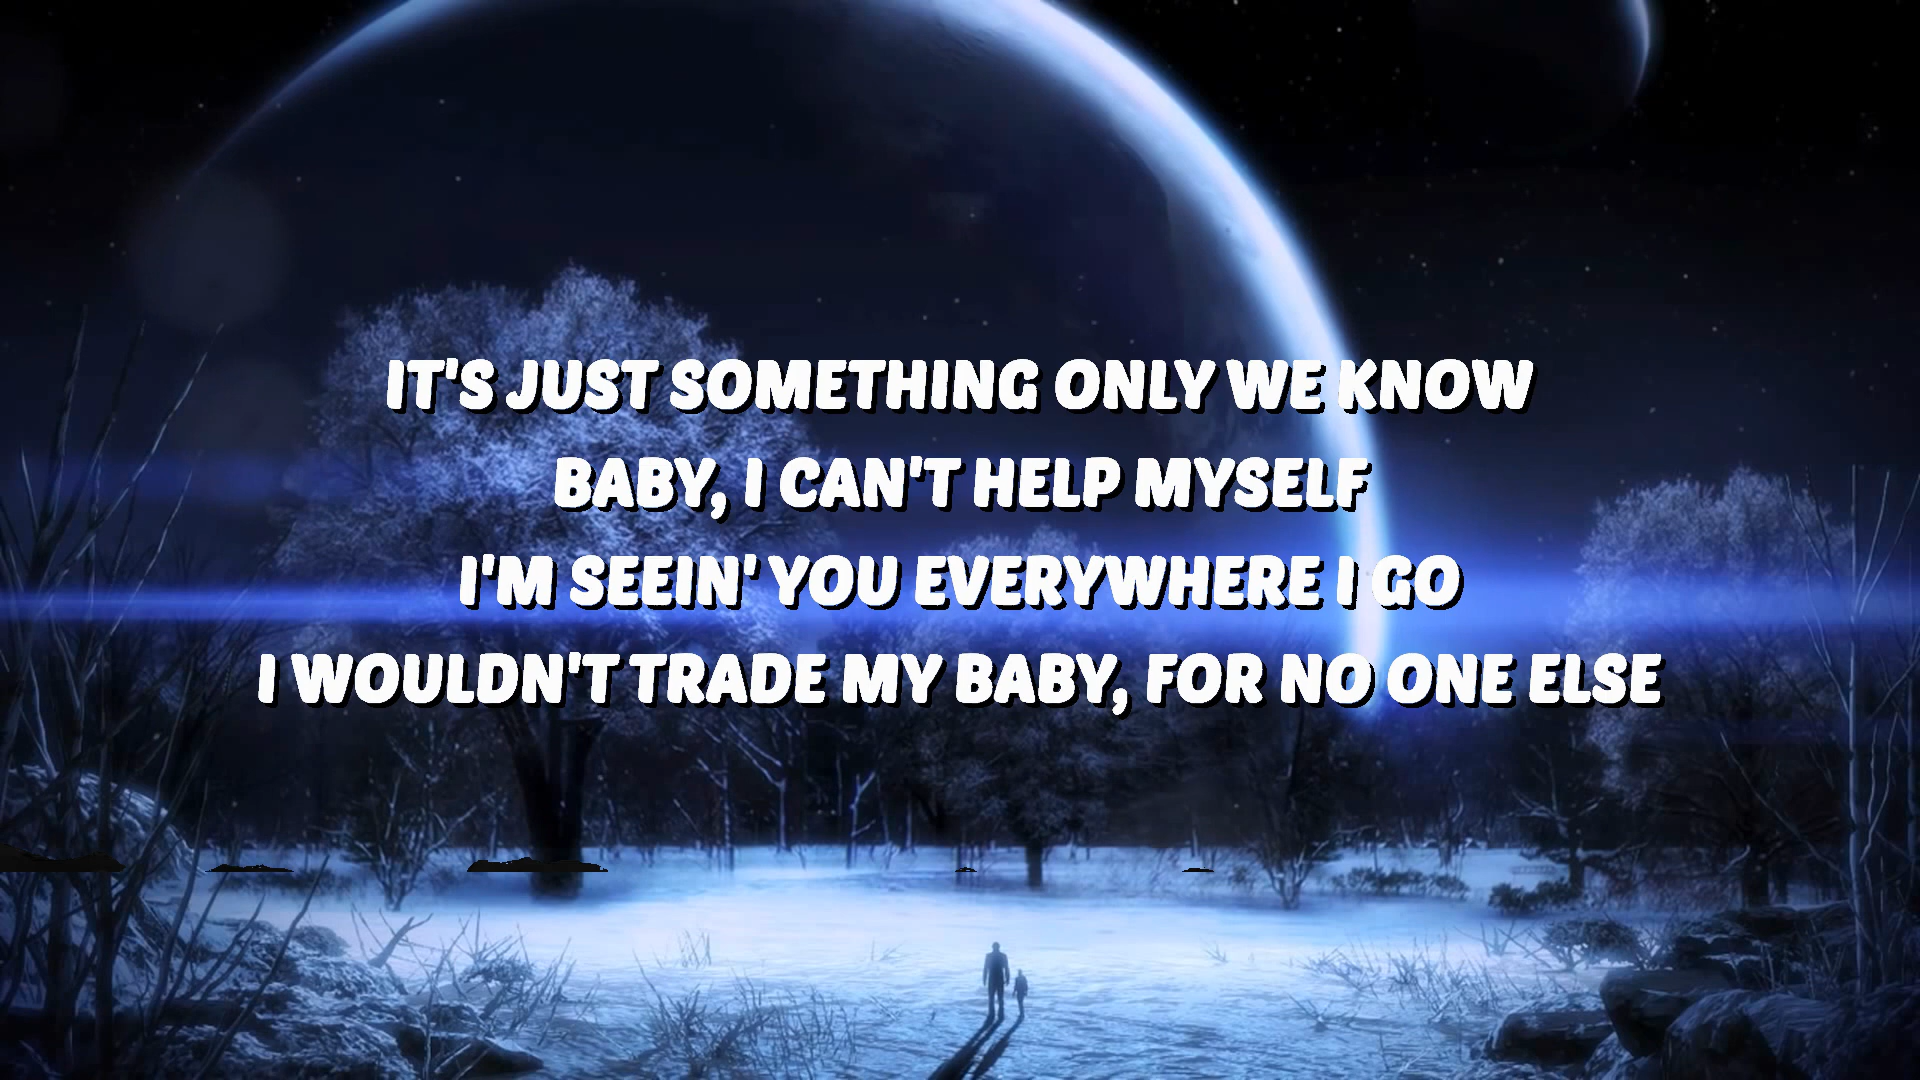 IT'S JUST SOMETHING ONLY WE KNOW
BABY, I CAN'T HELP MYSELF
I'M SEEIN' YOU EVERYWHERE I GO
I WOULDN'T TRADE MY BABY, FOR NO ONE ELSE